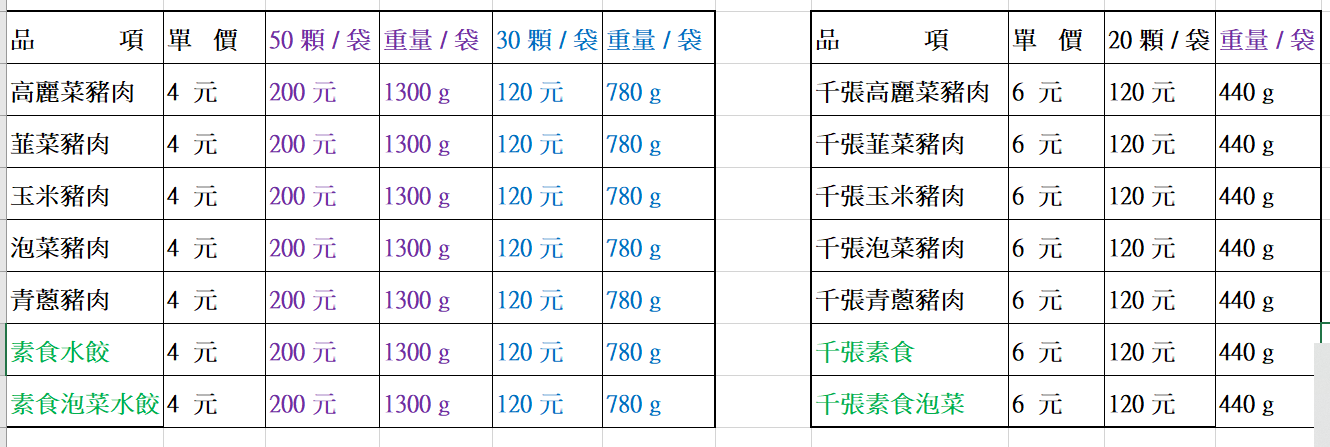 品 項 單 價 50 顆 / 袋 重量 / 袋 30 顆 / 袋 重量 / 袋
高麗菜豬肉 4 元 200 元 1300 g 120 元 780 g
韮菜豬肉 4 元 200 元 1300 g 120 元 780 g
玉米豬肉 4 元 200 元 1300 g 120 元 780 g
泡菜豬肉 4 元 200 元 1300 g 120 元 780 g
青蔥豬肉 4 元 200 元 1300 g 120 元 780 g
素食水餃 4 元 200 元 1300 g 120 元 780 g
素食泡菜水餃 4 元 200 元 1300 g 120 元 780 g
品 項 單 價 20 顆 / 袋 重量 / 袋
千張高麗菜豬肉 6 元 120 元 440 g
千張韮菜豬肉 6 元 120 元 440 g
千張玉米豬肉 6 元 120 元 440 g
千張泡菜豬肉 6 元 120 元 440 g
千張青蔥豬肉 6 元 120 元 440 g
千張素食 6 元 120 元 440 g
千張素食泡菜 6 元 120 元 440 g